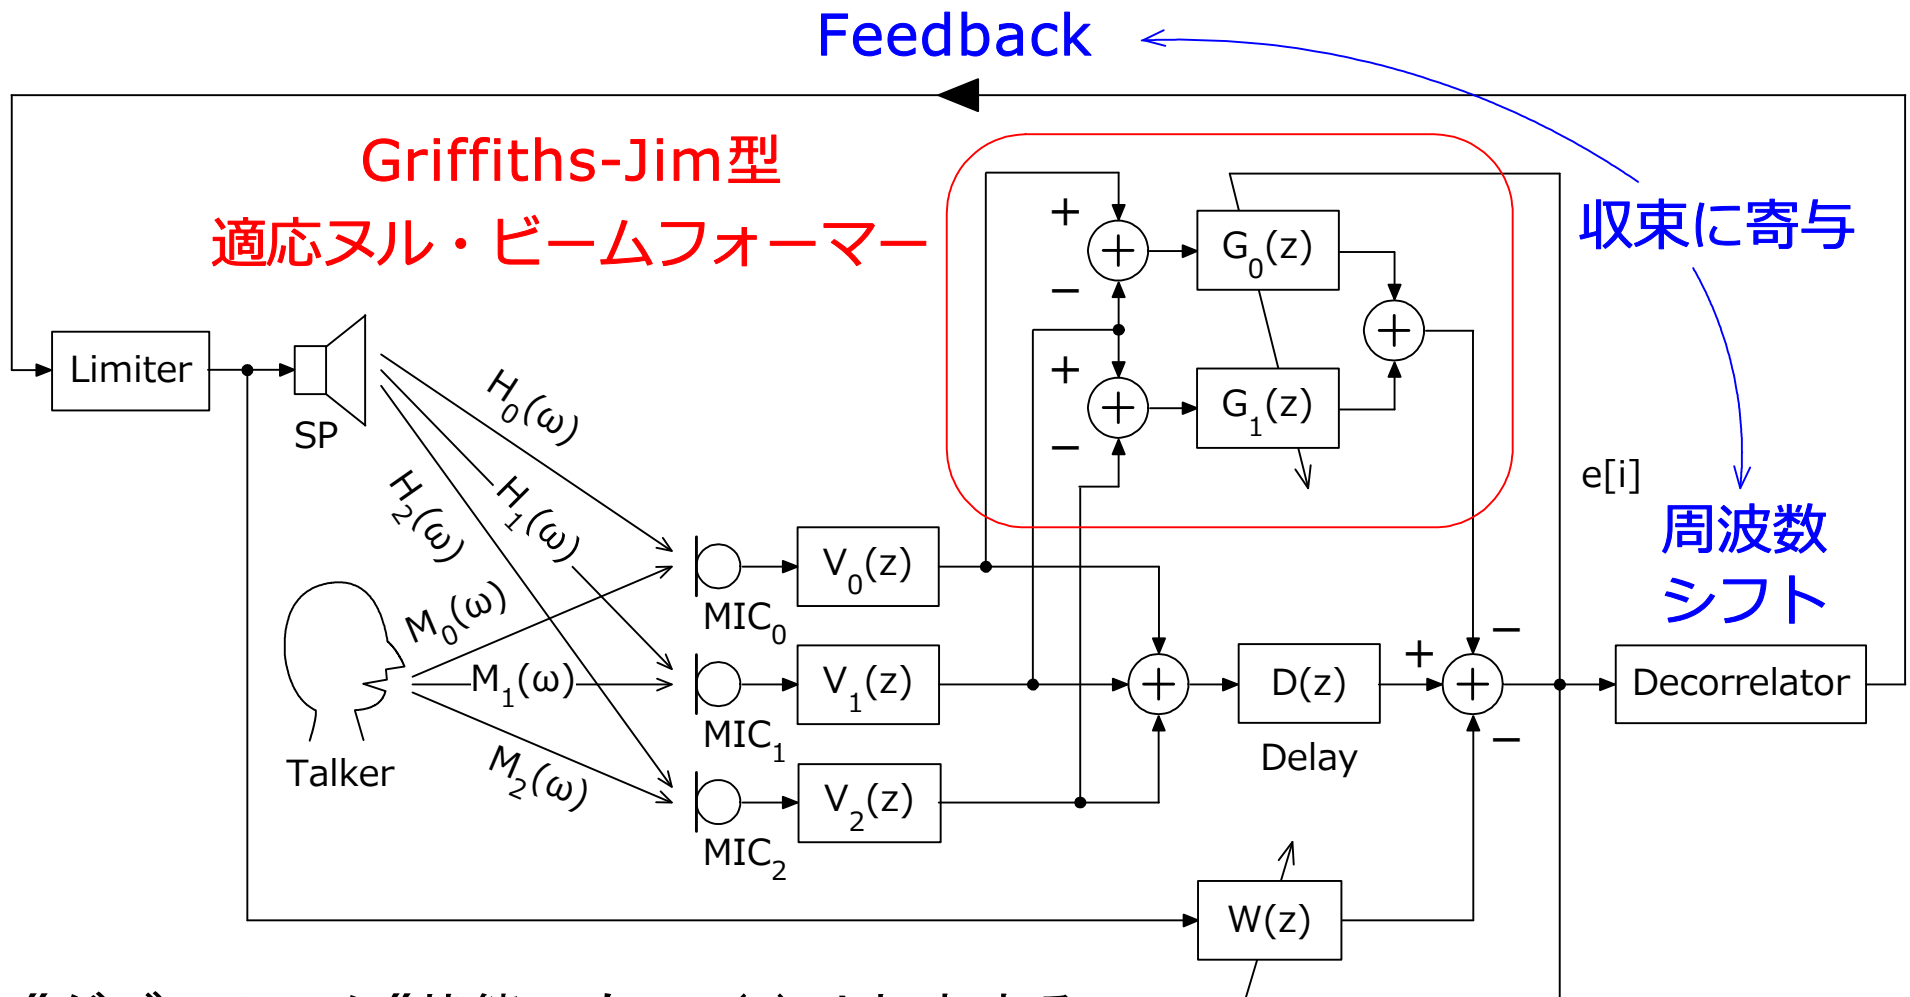 Feedback
Griffiths-Jim型
適応ヌル・ビームフォーマー
収束に寄与
+
−
G0(z)
Limiter
SP
H0(ω)
+
−
G1(z)
H1(ω)
H2(ω)
e[i]
周波数
シフト
V0(z)
MIC0
M0(ω)
M1(ω)
V1(z)
MIC1
+
−
D(z)
Delay
−
Decorrelator
Talker
M2(ω)
V2(z)
MIC2
W(z)